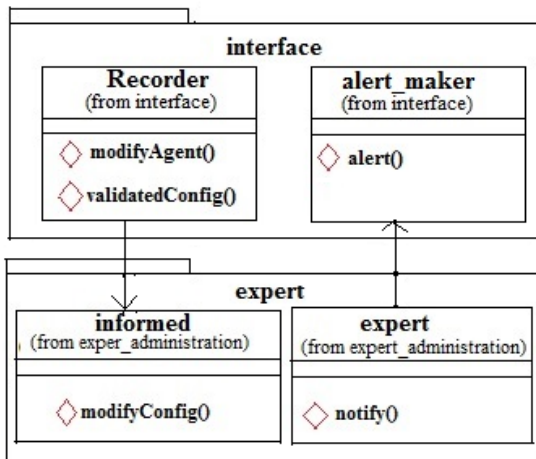 interface
Recorder
(from interface)
modifyAgent()
validatedConfig()
alert_maker
(from interface)
alert()
expert
informed
(from exper_administration)
modifyConfig()
expert
(from expert_administration)
notify()